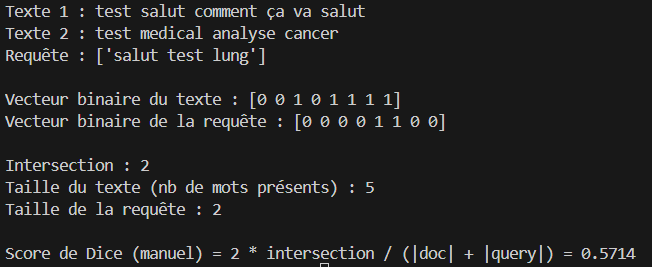 Texte 1 : test salut comment ça va salut
Texte 2 : test medical analyse cancer
Requête : ['salut test lung']
Vecteur binaire du texte : [0 0 1 0 1 1 1 1]
Vecteur binaire de la requête : [0 0 0 0 1 1 0 0]
Intersection : 2
Taille du texte (nb de mots présents) : 5
Taille de la requête : 2
Score de Dice (manuel) = 2 * intersection / (|doc| + |query|) = 0.5714